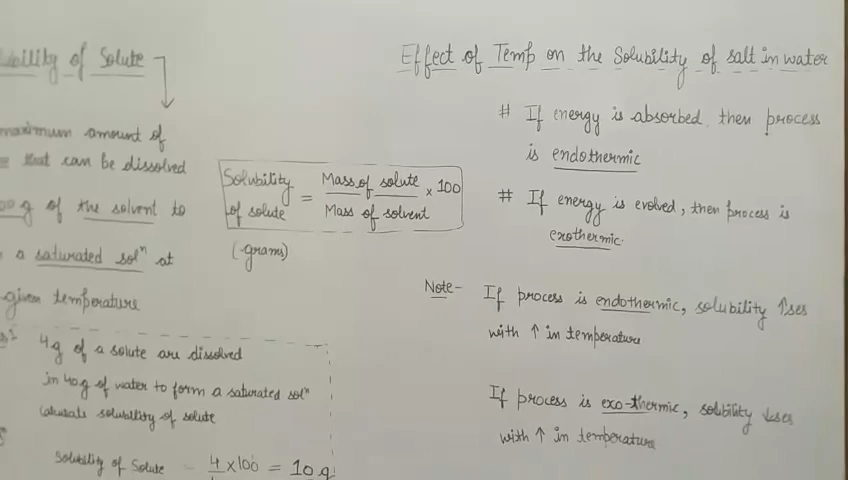 of Solute
maximum amount of
that can be dissolved
g of the solvent to
a saturated solⁿ at
given temperature
Solubility of solute = Mass of solute / Mass of solvent × 100
(grams)
4g of a solute are dissolved
in 40g of water to form a saturated solⁿ
Calculate solubility of solute
Solubility of Solute = 4 ×100 = 10 g
Effect of Temp on the Solubility of salt in water
# If energy is absorbed, then process
is endothermic
# If energy is evolved, then process is
exothermic.
Note- If process is endothermic, solubility ↑ses
with ↑ in temperature
If process is exo-thermic, solibility ↓ses
with ↑ in temperature